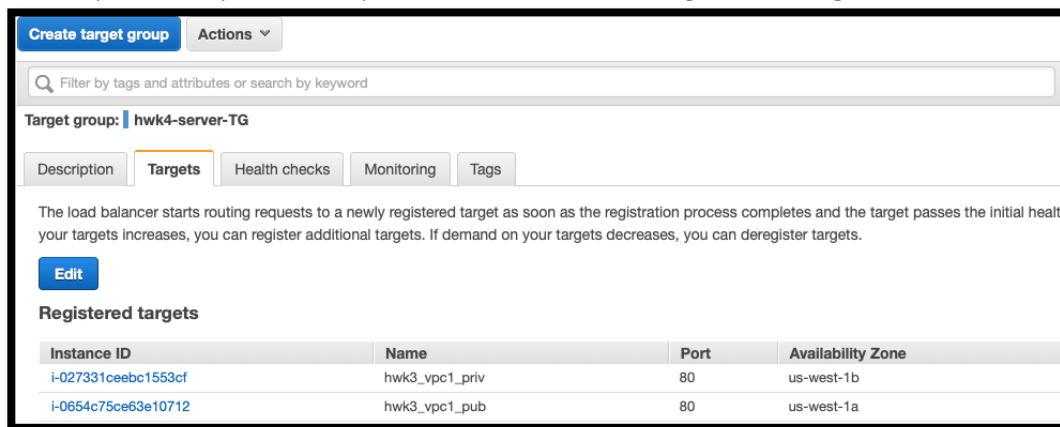 Create target group Actions
Filter by tags and attributes or search by keyword
Target group: hwk4-server-TG
Description Targets Health checks Monitoring Tags
The load balancer starts routing requests to a newly registered target as soon as the registration process completes and the target passes the initial
your targets increases, you can register additional targets. If demand on your targets decreases, you can deregister targets.
Edit
Registered targets
Instance ID Name Port Availability Zone
i-027331ceebc1553cf hwk3_vpc1_priv 80 us-west-1b
i-0654c75ce63e10712 hwk3_vpc1_pub 80 us-west-1a